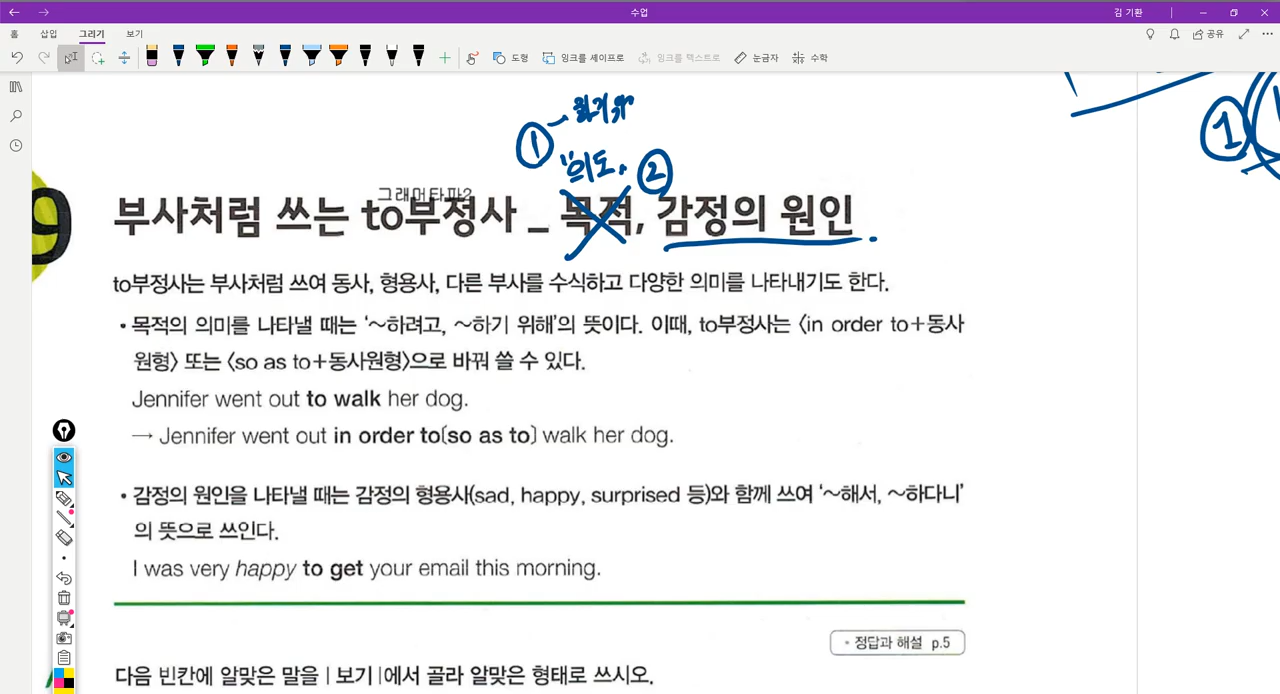 수업
김 기환
홈 삽입 그리기 보기
공유
도형 잉크를 셰이프로 잉크를 텍스트로 눈금자 수학
①
"의도, ②
1
그래머타파2
9
부사처럼 쓰는 to부정사 _ 목적, 감정의 원인
to부정사는 부사처럼 쓰여 동사, 형용사, 다른 부사를 수식하고 다양한 의미를 나타내기도 한다.
• 목적의 의미를 나타낼 때는 '~하려고, ~하기 위해'의 뜻이다. 이때, to부정사는 〈in order to+동사
원형〉 또는 〈so as to+동사원형〉으로 바꿔 쓸 수 있다.
Jennifer went out to walk her dog.
→ Jennifer went out in order to[so as to] walk her dog.
• 감정의 원인을 나타낼 때는 감정의 형용사(sad, happy, surprised 등)와 함께 쓰여 '~해서, ~하다니'
의 뜻으로 쓰인다.
I was very happy to get your email this morning.
• 정답과 해설 p.5
다음 빈칸에 알맞은 말을 | 보기 |에서 골라 알맞은 형태로 쓰시오.